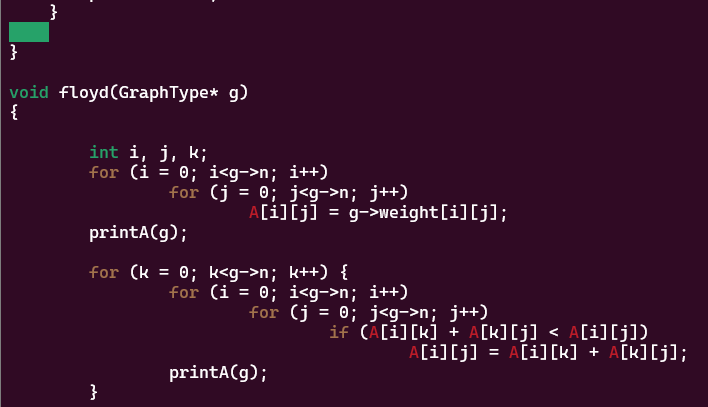 }
}
void floyd(GraphType* g)
{
int i, j, k;
for (i = 0; i<g->n; i++)
for (j = 0; j<g->n; j++)
A[i][j] = g->weight[i][j];
printA(g);
for (k = 0; k<g->n; k++) {
for (i = 0; i<g->n; i++)
for (j = 0; j<g->n; j++)
if (A[i][k] + A[k][j] < A[i][j])
A[i][j] = A[i][k] + A[k][j];
printA(g);
}